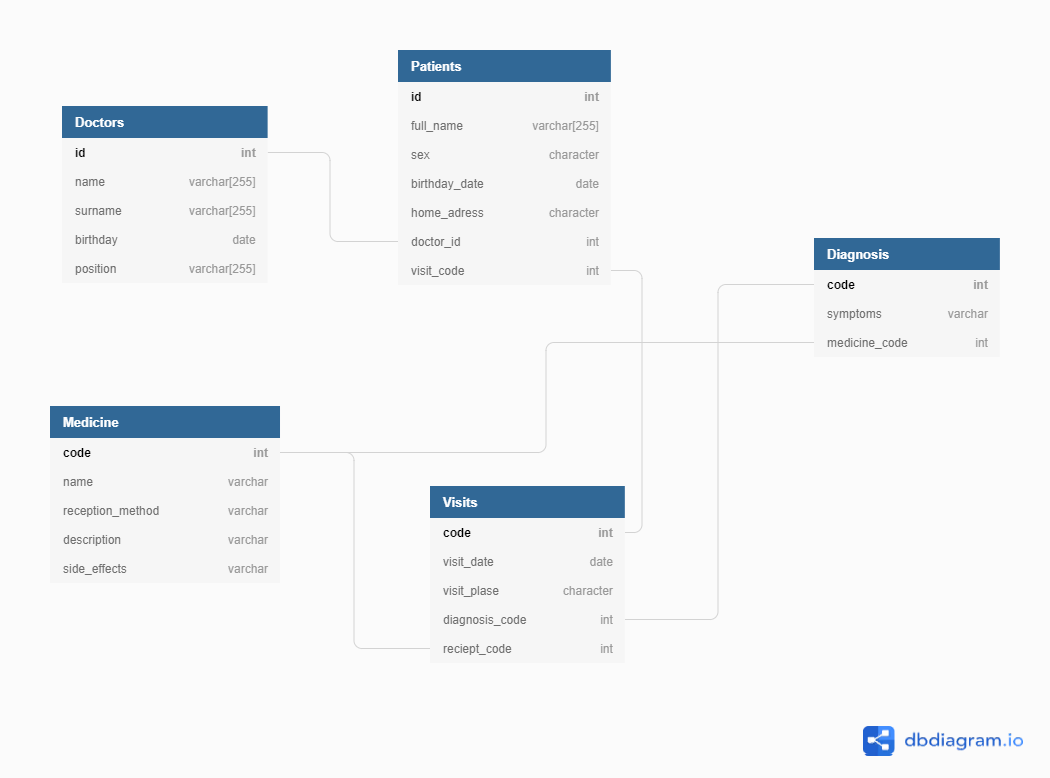 Patients
id int
full_name varchar[255]
sex character
birthday_date date
home_adress character
doctor_id int
visit_code int
Doctors
id int
name varchar[255]
surname varchar[255]
birthday date
position varchar[255]
Diagnosis
code int
symptoms varchar
medicine_code int
Medicine
code int
name varchar
reception_method varchar
description varchar
side_effects varchar
Visits
code int
visit_date date
visit_plase character
diagnosis_code int
reciept_code int
dbdiagram.io